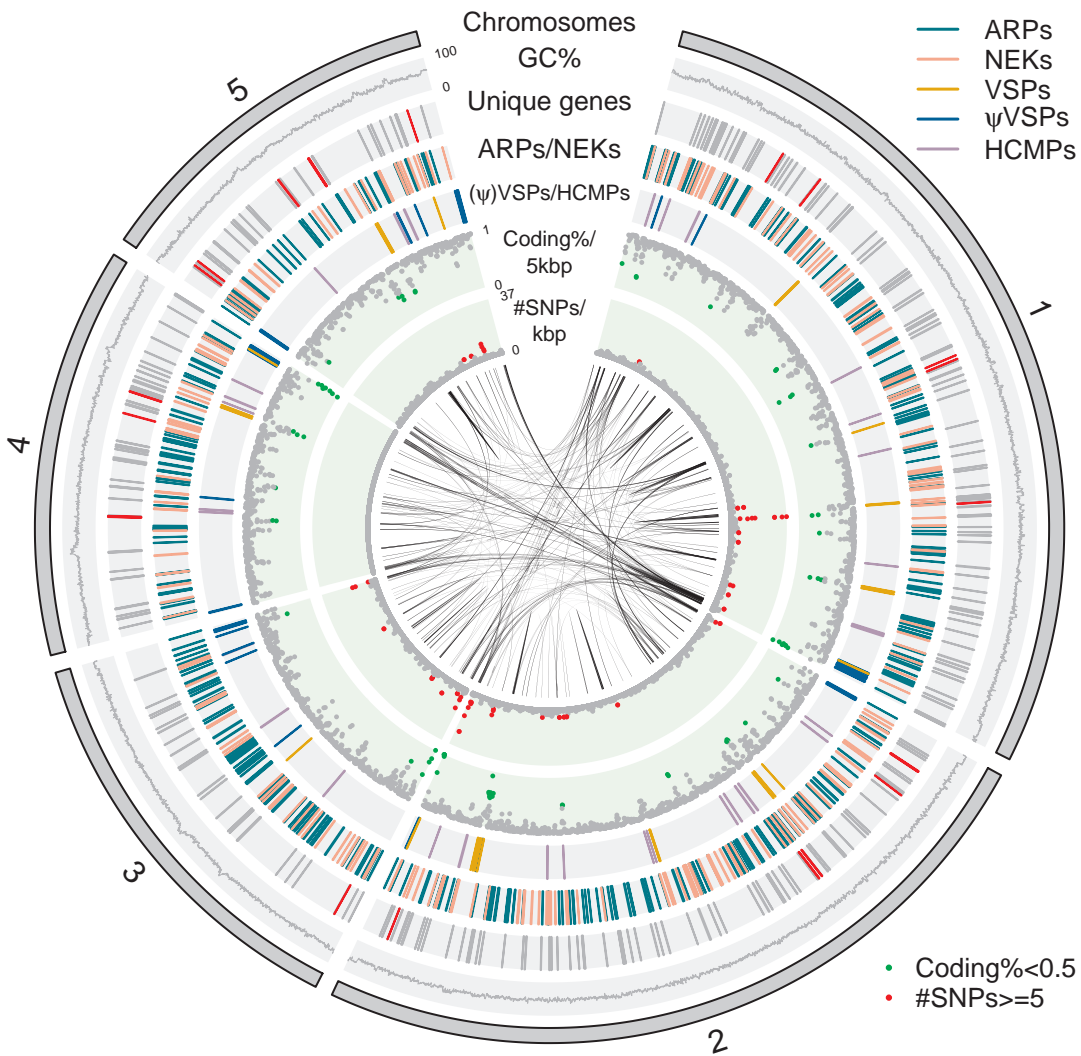 Chromosomes
GC%
Unique genes
ARPs/NEKs
(ψ)VSPs/HCMPs
Coding%/
5kbp
#SNPs/
kbp
100
0
1
0
37
0
ARPs
NEKs
VSPs
ψVSPs
HCMPs
1
2
3
4
5
Coding%<0.5
#SNPs>=5